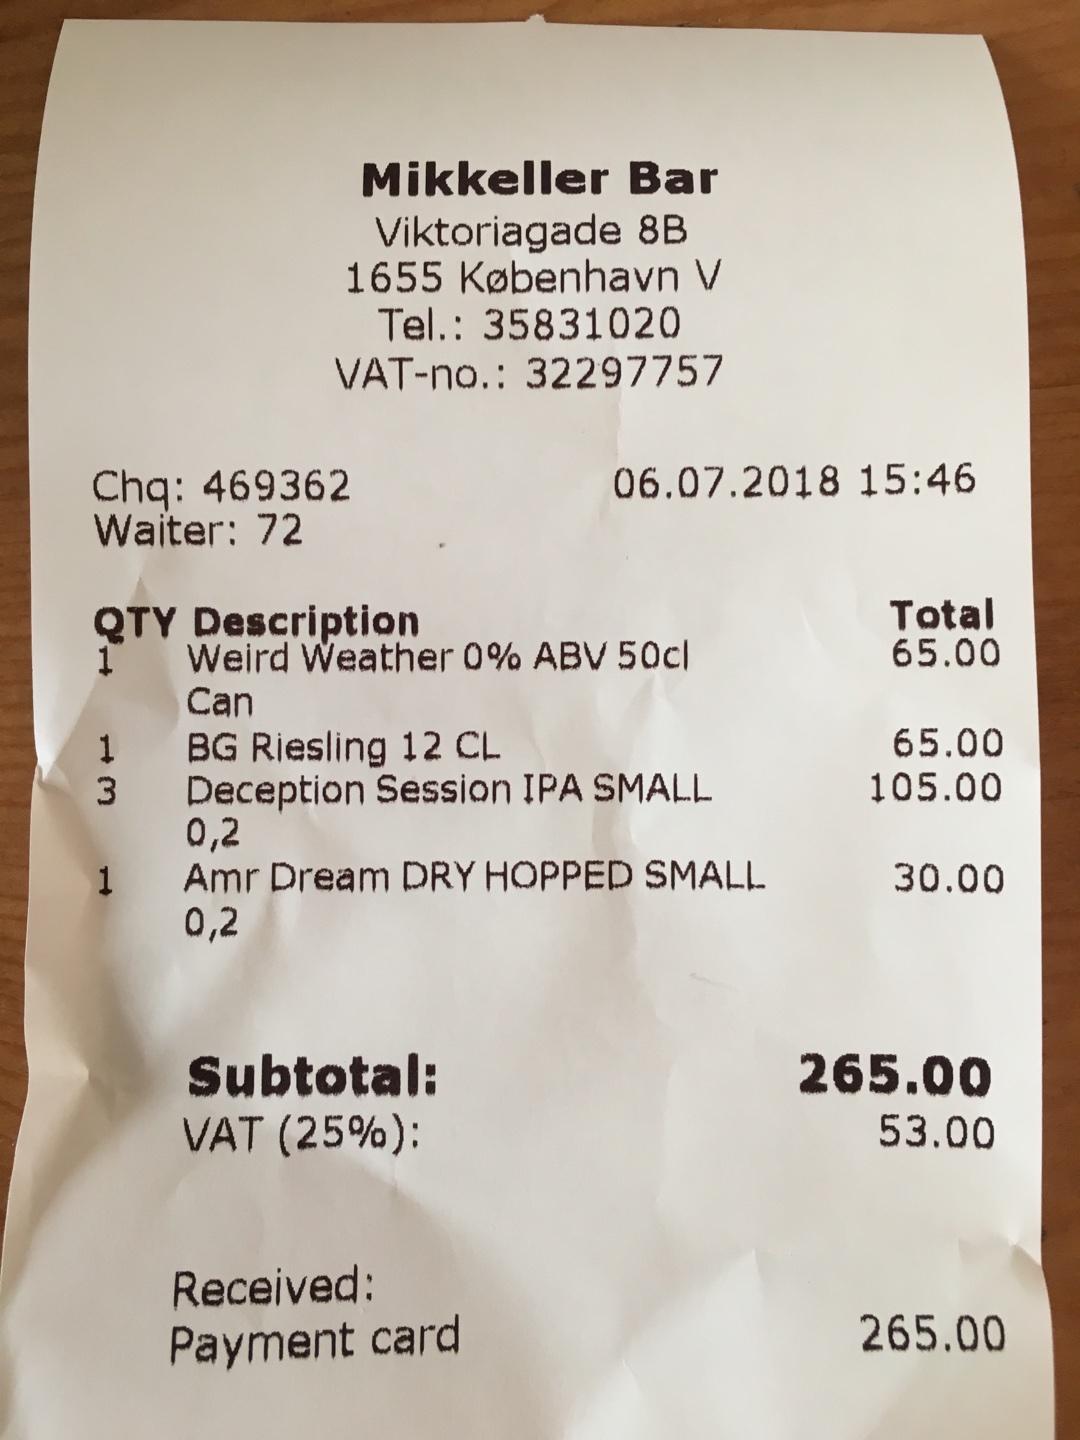 Mikkeller Bar
Viktoriagade 8B
1655 København V
Tel.: 35831020
VAT-no.: 32297757
Chq: 469362 06.07.2018 15:46
Waiter: 72
QTY Description Total
1 Weird Weather 0% ABV 50cl 65.00
Can
1 BG Riesling 12 CL 65.00
3 Deception Session IPA SMALL 105.00
0,2
1 Amr Dream DRY HOPPED SMALL 30.00
0,2
Subtotal: 265.00
VAT (25%): 53.00
Received:
Payment card 265.00